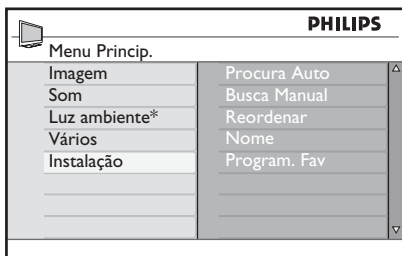 PHILIPS
Menu Princip.
Imagem
Som
Luz ambiente*
Vários
Instalação
Procura Auto
Busca Manual
Reordenar
Nome
Program. Fav